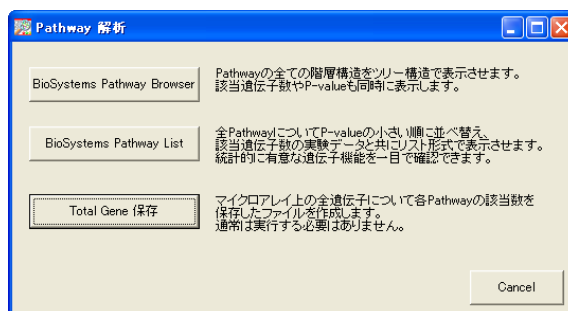 Pathway 解析
BioSystems Pathway Browser
Pathwayの全ての階層構造をツリー構造で表示させます。
該当遺伝子数やP-valueも同時に表示します。
BioSystems Pathway List
全PathwayについてP-valueの小さい順に並べ替え、
該当遺伝子数の実験データと共にリスト形式で表示させます。
統計的に有意な遺伝子機能を一目で確認できます。
Total Gene 保存
マイクロアレイ上の全遺伝子について各Pathwayの該当数を
保存したファイルを作成します。
通常は実行する必要はありません。
Cancel